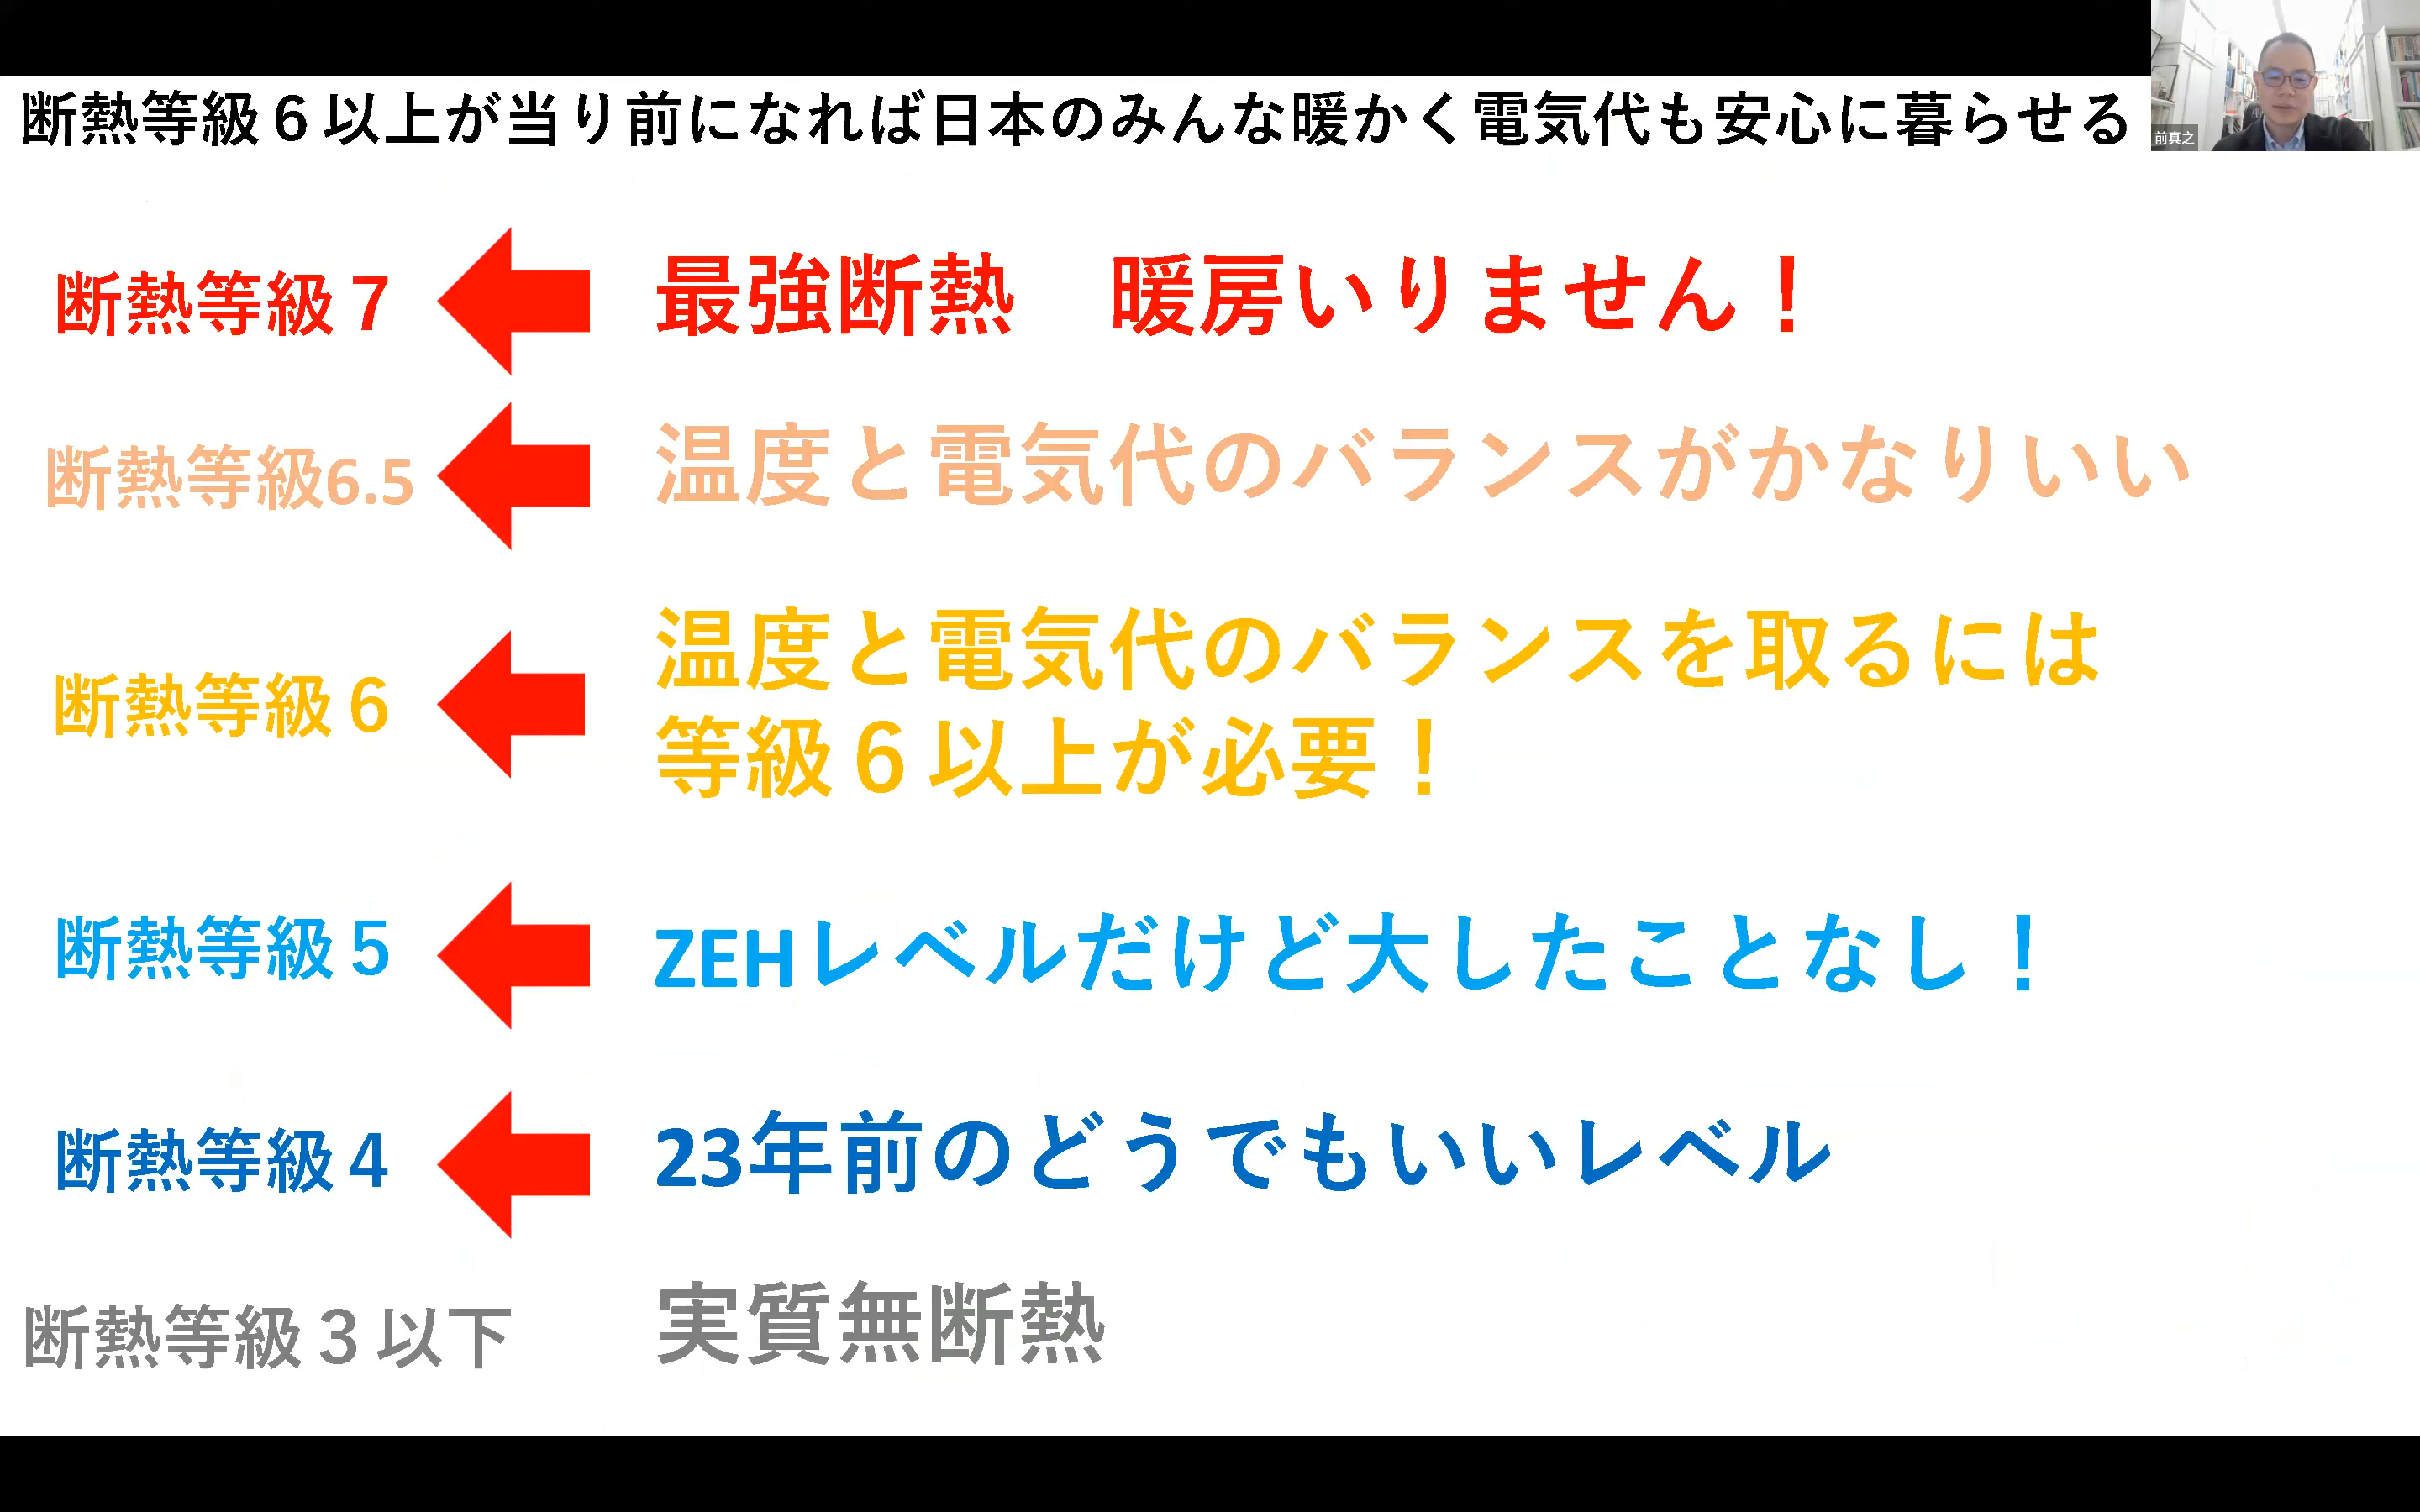 断熱等級６以上が当り前になれば日本のみんな暖かく電気代も安心に暮らせる
前真之
断熱等級７
最強断熱　暖房いりません！
断熱等級6.5
温度と電気代のバランスがかなりいい
断熱等級６
温度と電気代のバランスを取るには
等級６以上が必要！
断熱等級５
ZEHレベルだけど大したことなし！
断熱等級４
23年前のどうでもいいレベル
断熱等級３以下
実質無断熱